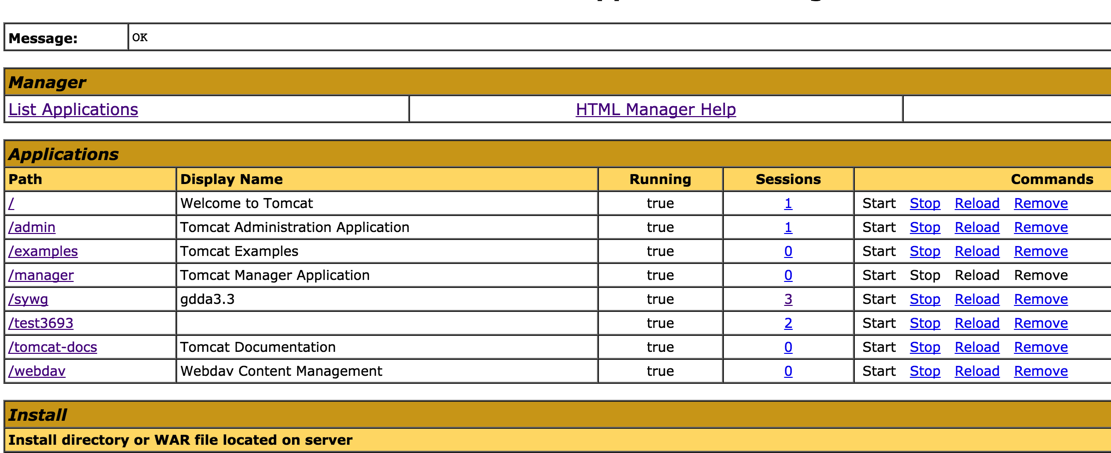 Message: OK
Manager
List Applications HTML Manager Help
Applications
Path Display Name Running Sessions Commands
/ Welcome to Tomcat true 1 Start Stop Reload Remove
/admin Tomcat Administration Application true 1 Start Stop Reload Remove
/examples Tomcat Examples true 0 Start Stop Reload Remove
/manager Tomcat Manager Application true 0 Start Stop Reload Remove
/sywg gdda3.3 true 3 Start Stop Reload Remove
/test3693 true 2 Start Stop Reload Remove
/tomcat-docs Tomcat Documentation true 0 Start Stop Reload Remove
/webdav Webdav Content Management true 0 Start Stop Reload Remove
Install
Install directory or WAR file located on server